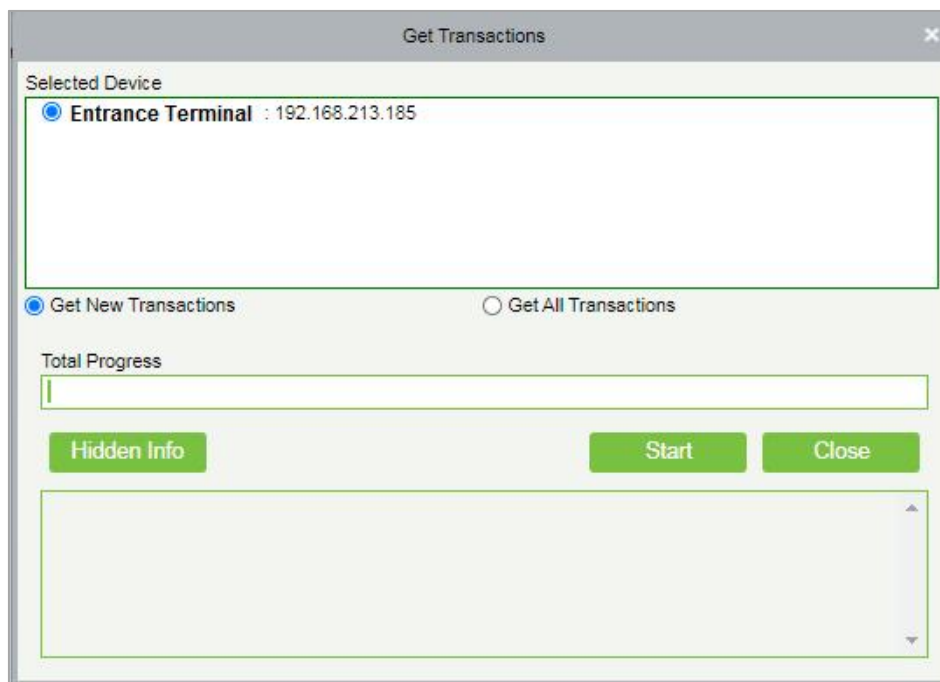 Get Transactions
Selected Device
Entrance Terminal : 192.168.213.185
Get New Transactions Get All Transactions
Total Progress
Hidden Info Start Close